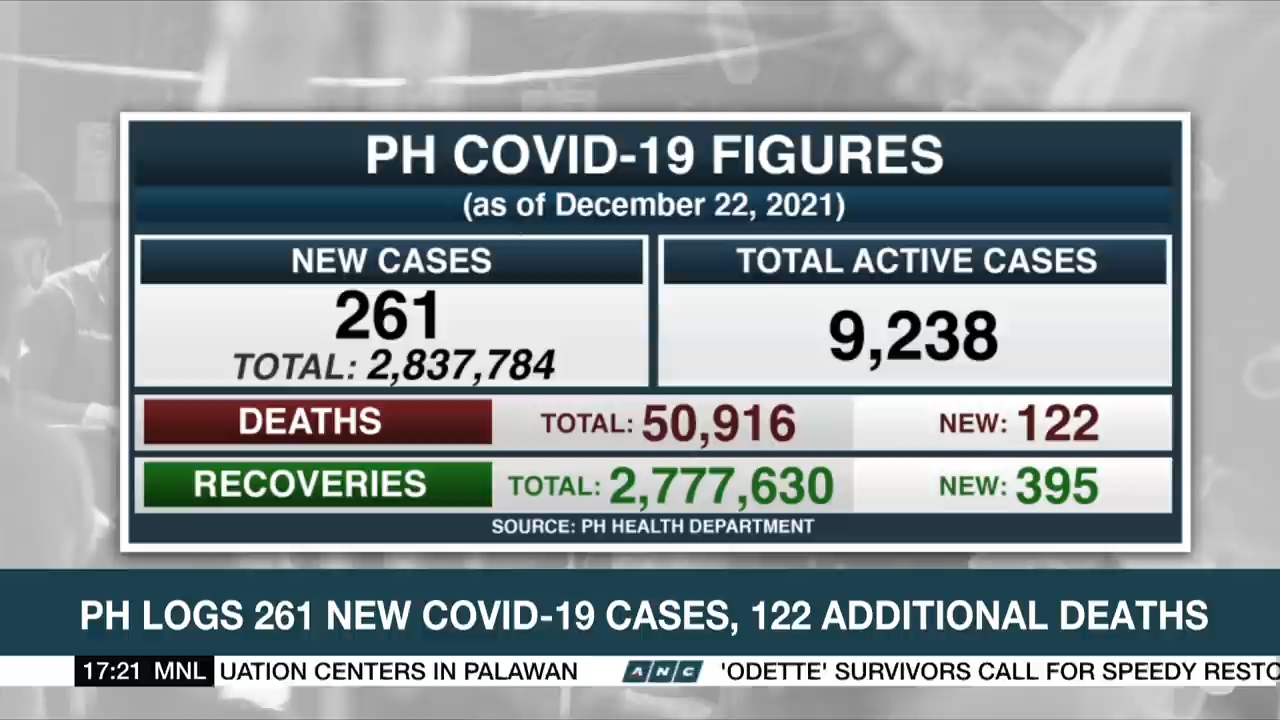 PH COVID-19 FIGURES
(as of December 22, 2021)
NEW CASES
261
TOTAL: 2,837,784
TOTAL ACTIVE CASES
9,238
DEATHS TOTAL: 50,916 NEW: 122
RECOVERIES TOTAL: 2,777,630 NEW: 395
SOURCE: PH HEALTH DEPARTMENT
PH LOGS 261 NEW COVID-19 CASES, 122 ADDITIONAL DEATHS
17:21 MNL UATION CENTERS IN PALAWAN ANC 'ODETTE' SURVIVORS CALL FOR SPEEDY RESTO